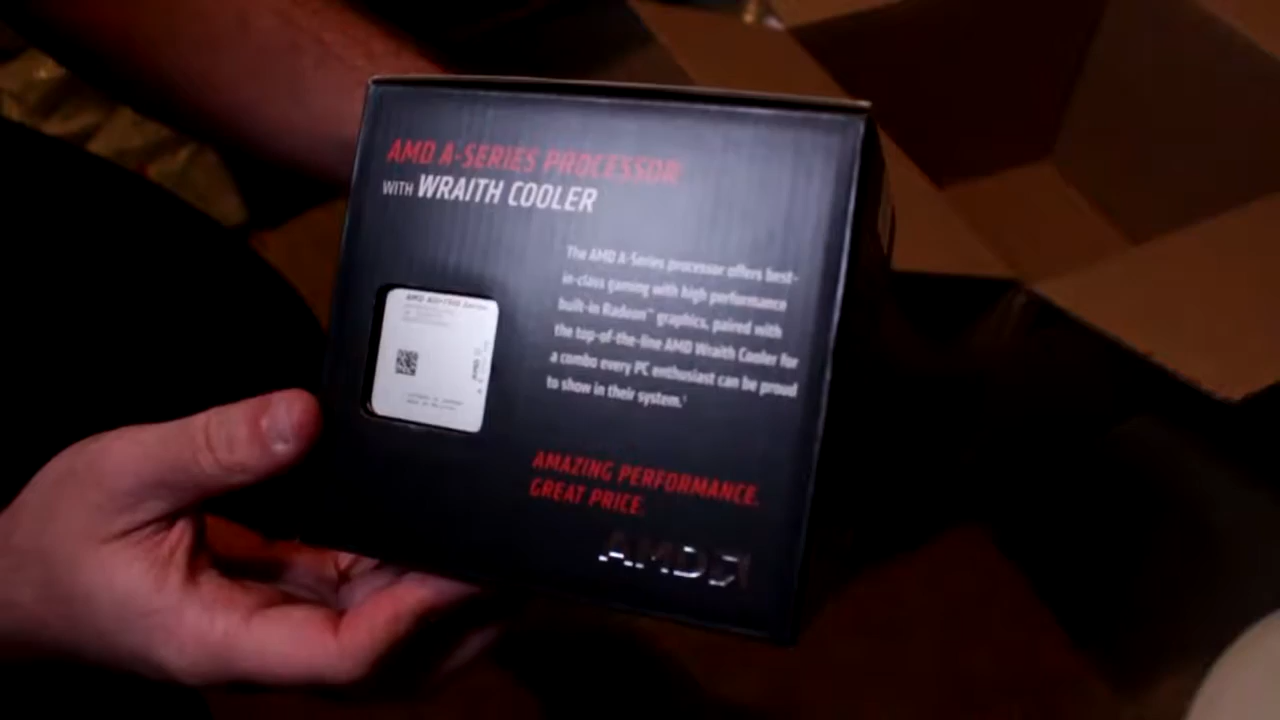 AMD A-SERIES PROCESSOR
WITH WRAITH COOLER
The AMD A-Series processor offers best-
in-class gaming with high performance
built-in Radeon™ graphics, paired with
the top-of-the-line AMD Wraith Cooler for
a combo every PC enthusiast can be proud
to show in their system.¹
AMAZING PERFORMANCE.
GREAT PRICE.
AMD